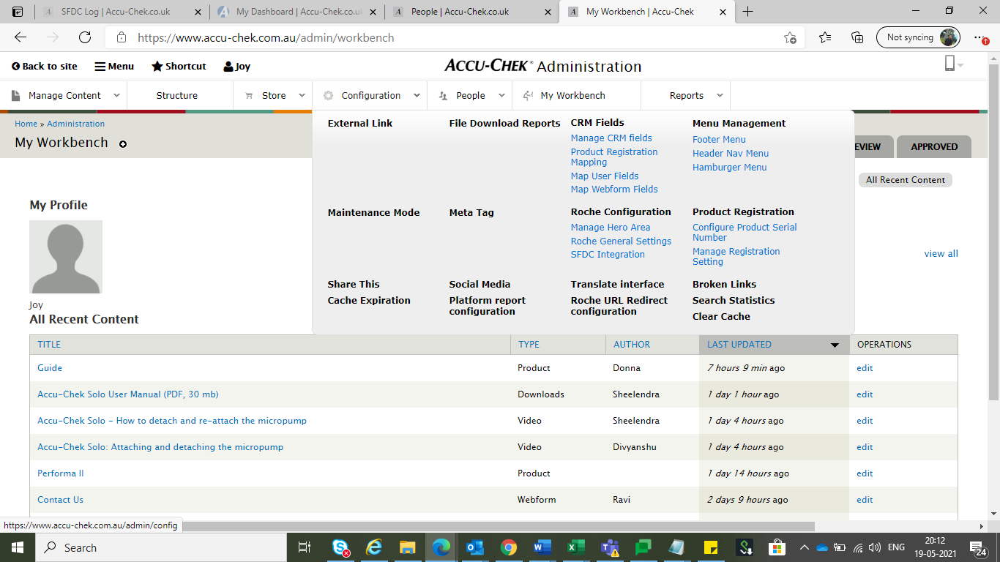 SFDC Log | Accu-Chek.co.uk
My Dashboard | Accu-Chek.co.uk
People | Accu-Chek.co.uk
My Workbench | Accu-Chek
https://www.accu-chek.com.au/admin/workbench
Not syncing
Back to site
Menu
Shortcut
Joy
ACCU-CHEK® Administration
Manage Content
Structure
Store
Configuration
People
My Workbench
Reports
Home » Administration
My Workbench
EVIEW
APPROVED
All Recent Content
External Link
File Download Reports
CRM Fields
Manage CRM fields
Product Registration
Mapping
Map User Fields
Map Webform Fields
Menu Management
Footer Menu
Header Nav Menu
Hamburger Menu
Maintenance Mode
Meta Tag
Roche Configuration
Manage Hero Area
Roche General Settings
SFDC Integration
Product Registration
Configure Product Serial
Number
Manage Registration
Setting
Share This
Social Media
Translate interface
Broken Links
Cache Expiration
Platform report
configuration
Roche URL Redirect
configuration
Search Statistics
Clear Cache
My Profile
view all
Joy
All Recent Content
TITLE TYPE AUTHOR LAST UPDATED OPERATIONS
Guide Product Donna 7 hours 9 min ago edit
Accu-Chek Solo User Manual (PDF, 30 mb) Downloads Sheelendra 1 day 1 hour ago edit
Accu-Chek Solo - How to detach and re-attach the micropump Video Sheelendra 1 day 4 hours ago edit
Accu-Chek Solo: Attaching and detaching the micropump Video Divyanshu 1 day 4 hours ago edit
Performa II Product 1 day 14 hours ago edit
Contact Us Webform Ravi 2 days 9 hours ago edit
https://www.accu-chek.com.au/admin/config
Search
ENG
20:12
19-05-2021
24